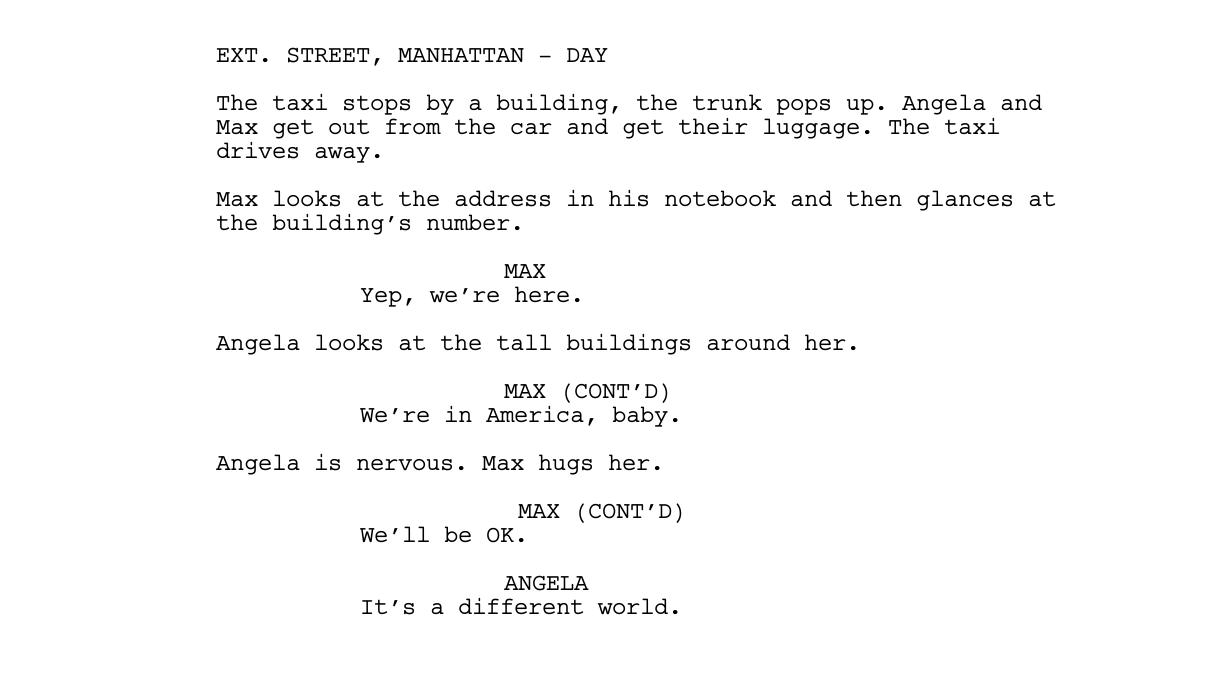 EXT. STREET, MANHATTAN – DAY
The taxi stops by a building, the trunk pops up. Angela and
Max get out from the car and get their luggage. The taxi
drives away.
Max looks at the address in his notebook and then glances at
the building’s number.
MAX
Yep, we’re here.
Angela looks at the tall buildings around her.
MAX (CONT’D)
We’re in America, baby.
Angela is nervous. Max hugs her.
MAX (CONT’D)
We’ll be OK.
ANGELA
It’s a different world.